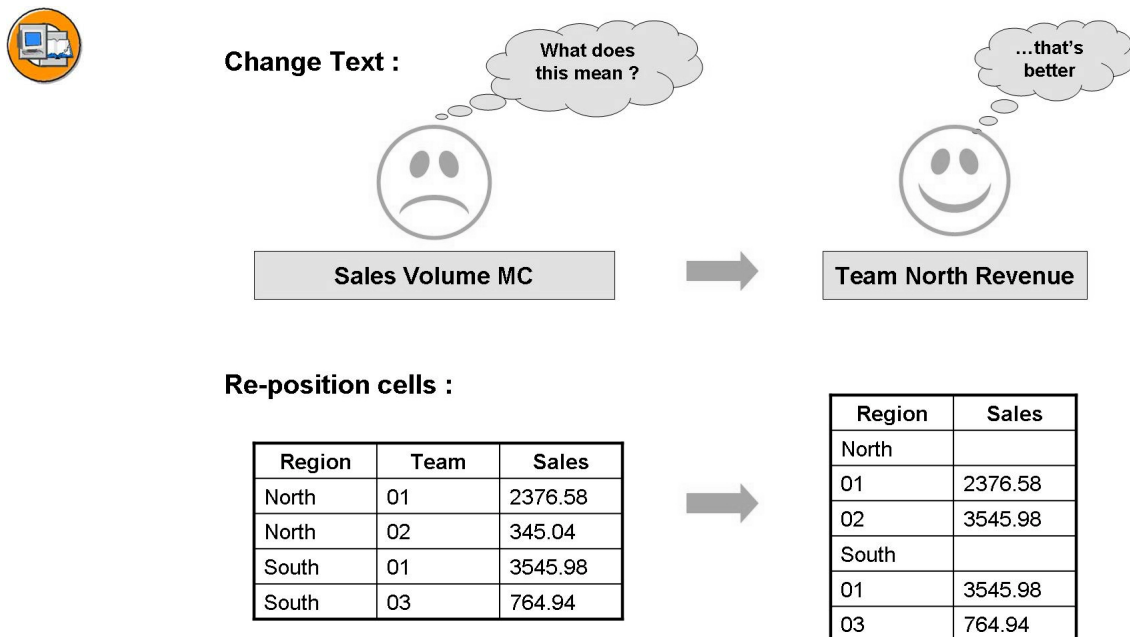 Change Text :
What does
this mean ?
…that's
better
Sales Volume MC
Team North Revenue
Re-position cells :
Region Team Sales
North 01 2376.58
North 02 345.04
South 01 3545.98
South 03 764.94
Region Sales
North
01 2376.58
02 3545.98
South
01 3545.98
03 764.94